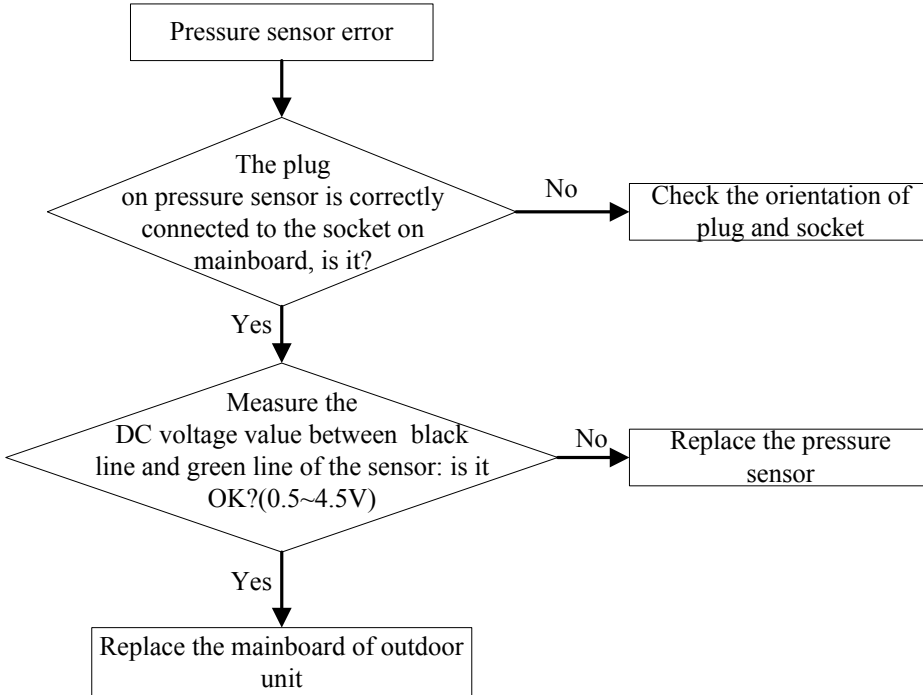 Pressure sensor error
The plug
on pressure sensor is correctly
connected to the socket on
mainboard, is it?
No
Check the orientation of
plug and socket
Yes
Measure the
DC voltage value between  black
line and green line of the sensor: is it
OK?(0.5~4.5V)
No
Replace the pressure
sensor
Yes
Replace the mainboard of outdoor
unit